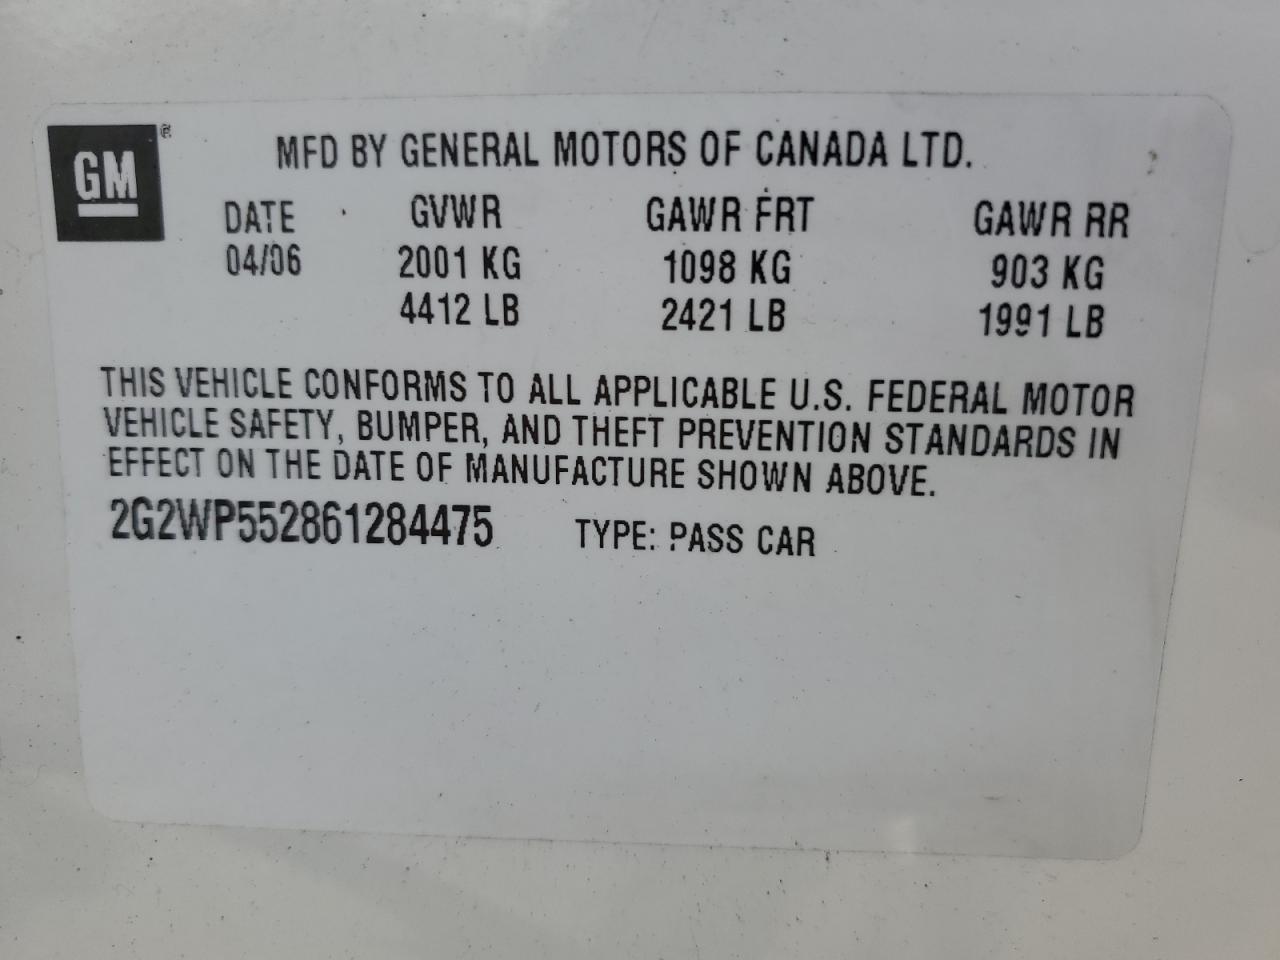 GM ®
MFD BY GENERAL MOTORS OF CANADA LTD.
DATE GVWR GAWR FRT GAWR RR
04/06 2001 KG 1098 KG 903 KG
4412 LB 2421 LB 1991 LB
THIS VEHICLE CONFORMS TO ALL APPLICABLE U.S. FEDERAL MOTOR
VEHICLE SAFETY, BUMPER, AND THEFT PREVENTION STANDARDS IN
EFFECT ON THE DATE OF MANUFACTURE SHOWN ABOVE.
2G2WP552861284475 TYPE: PASS CAR